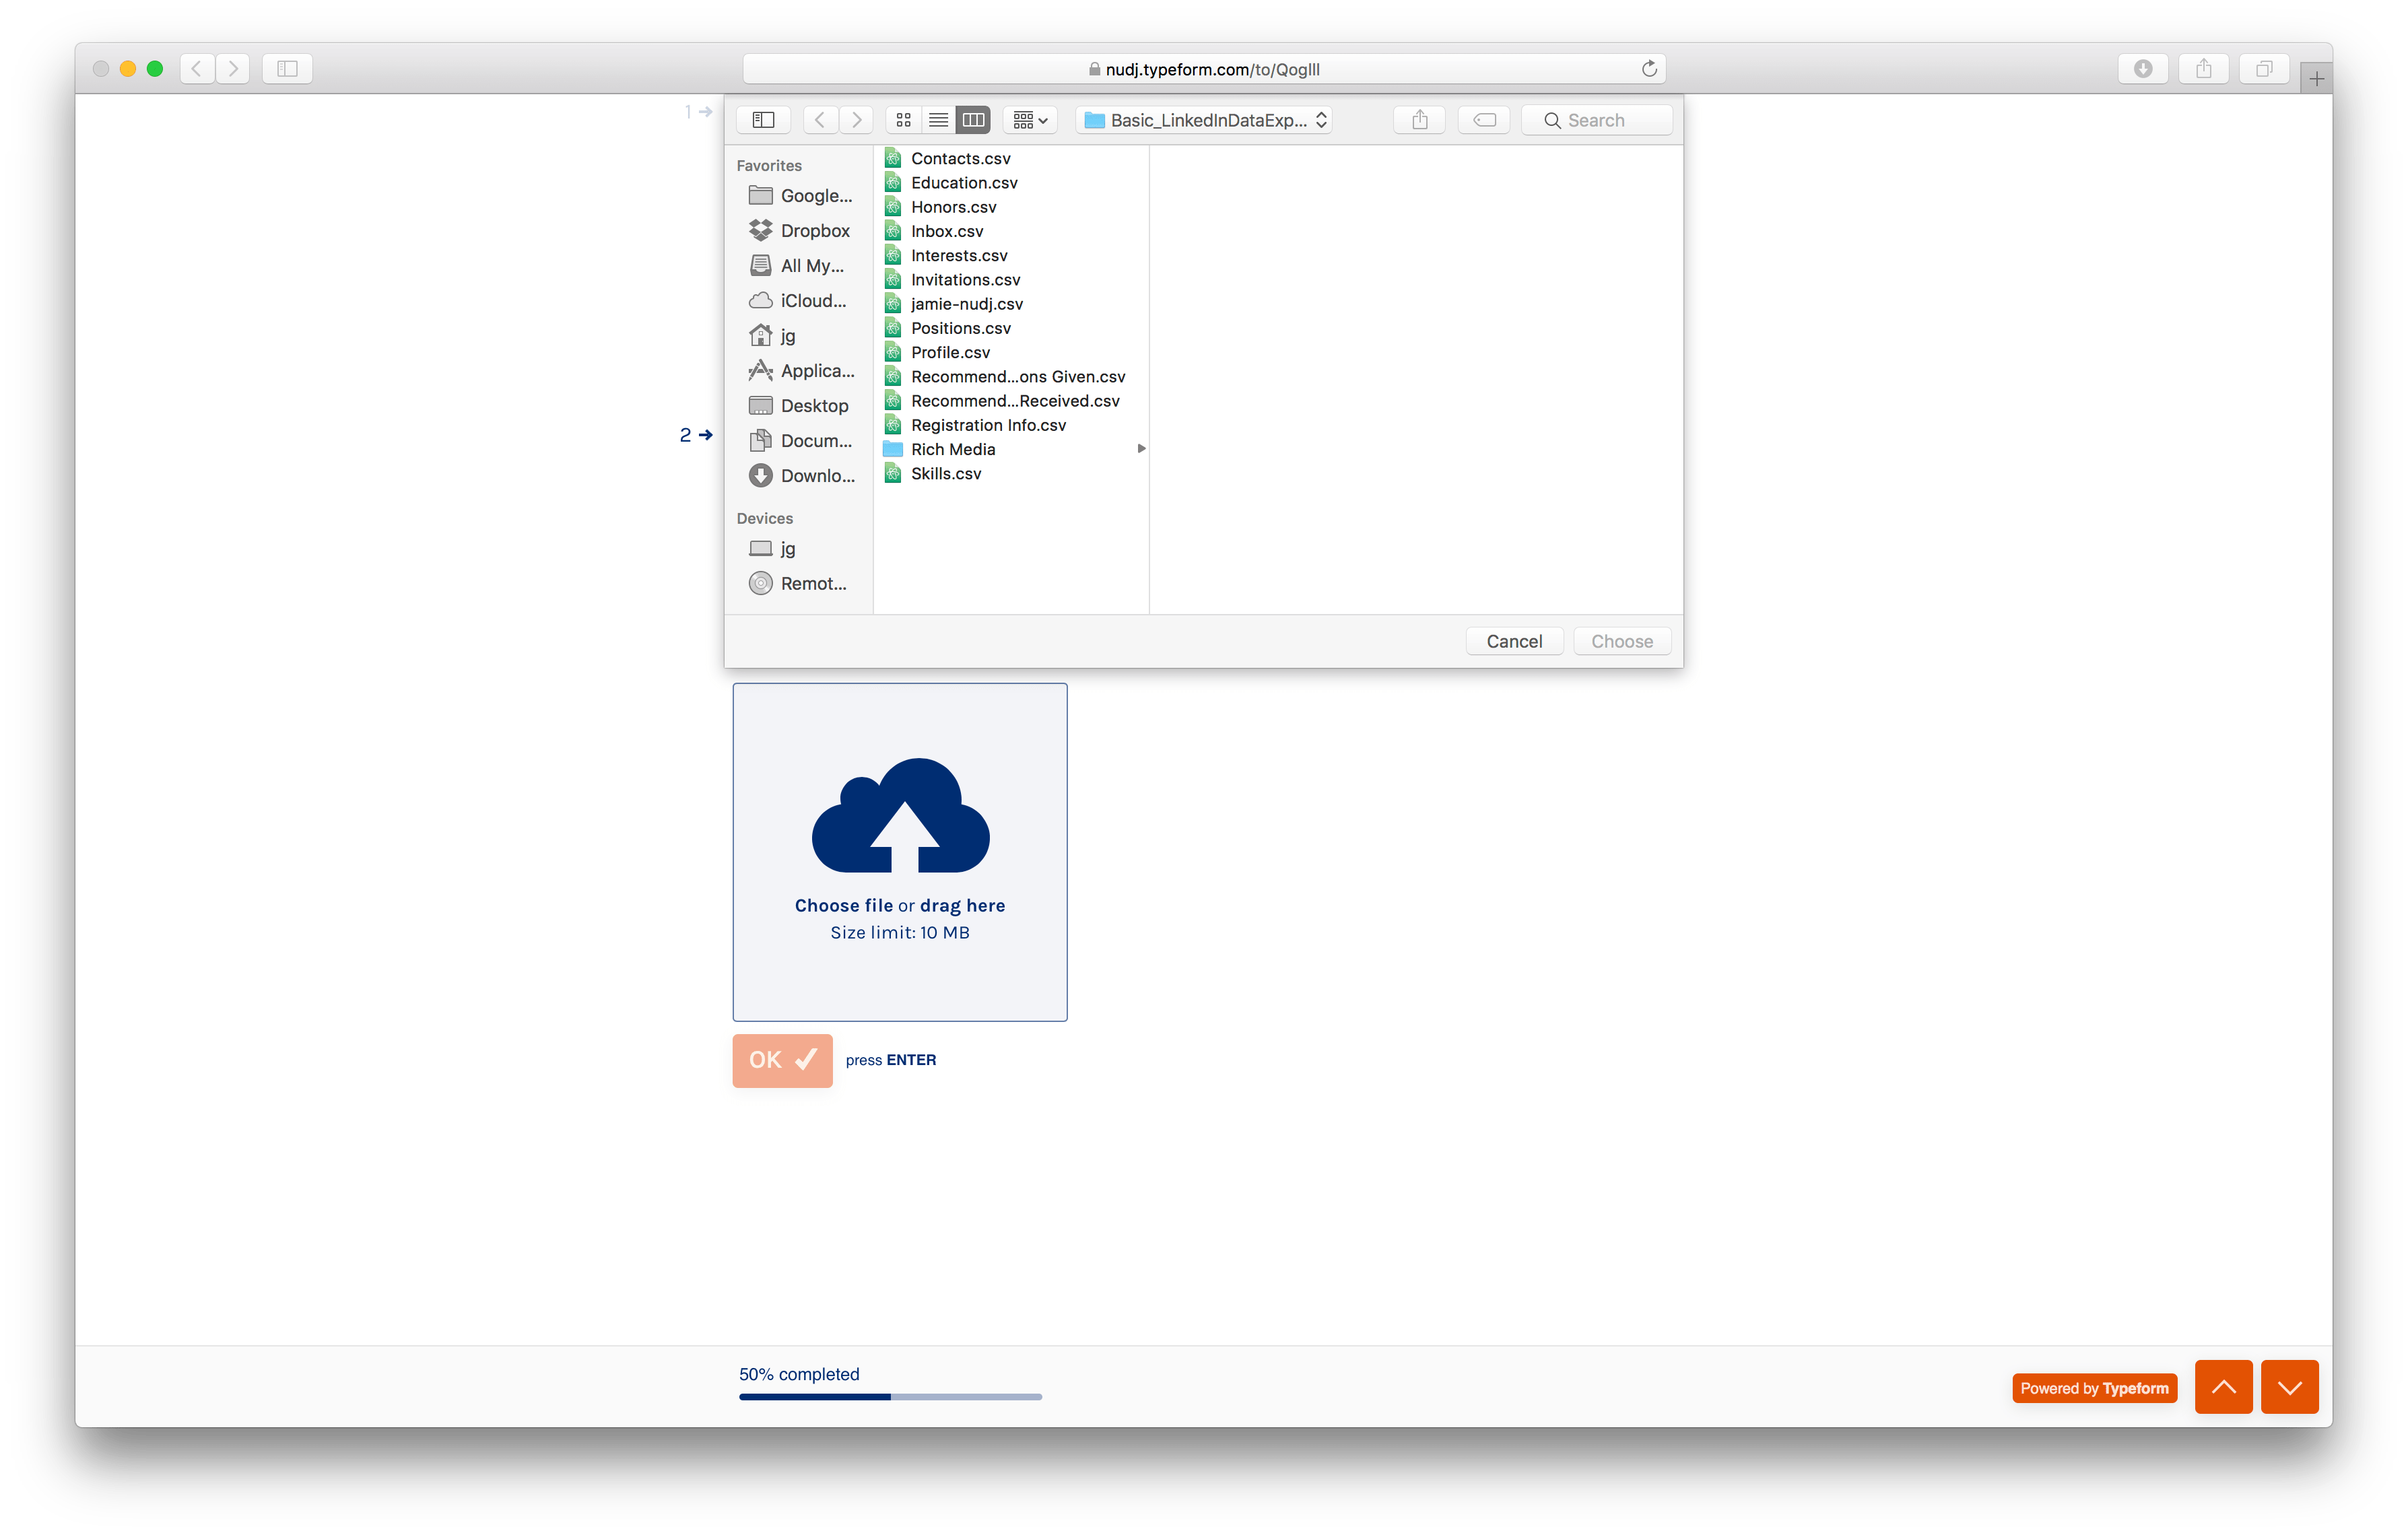 nudj.typeform.com/to/QogIII
1 →
Basic_LinkedInDataExp...
Search
Favorites
Google...
Dropbox
All My...
iCloud...
jg
Applica...
Desktop
Docum...
Downlo...
Devices
jg
Remot...
Contacts.csv
Education.csv
Honors.csv
Inbox.csv
Interests.csv
Invitations.csv
jamie-nudj.csv
Positions.csv
Profile.csv
Recommend...ons Given.csv
Recommend...Received.csv
Registration Info.csv
Rich Media
Skills.csv
2 →
Cancel
Choose
Choose file or drag here
Size limit: 10 MB
OK
press ENTER
50% completed
Powered by Typeform